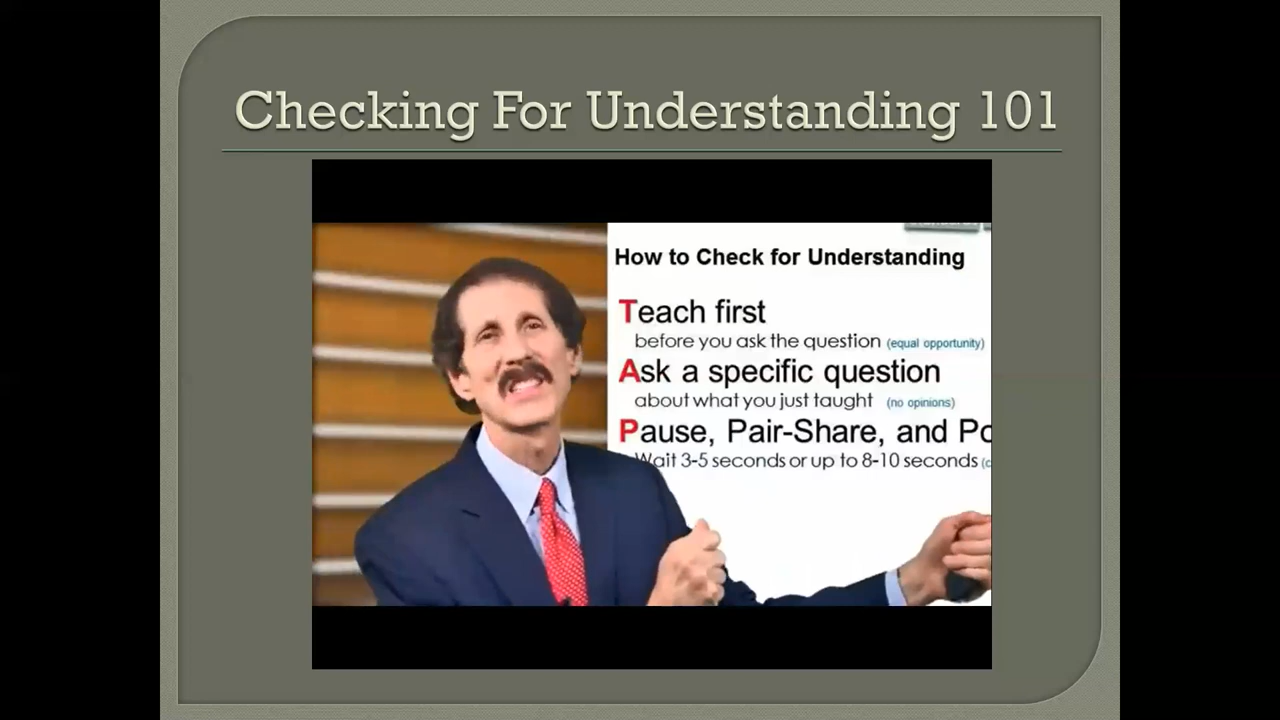 Checking For Understanding 101
How to Check for Understanding
Teach first
before you ask the question (equal opportunity)
Ask a specific question
about what you just taught (no opinions)
Pause, Pair-Share, and
Wait 3-5 seconds or up to 8-10 seconds